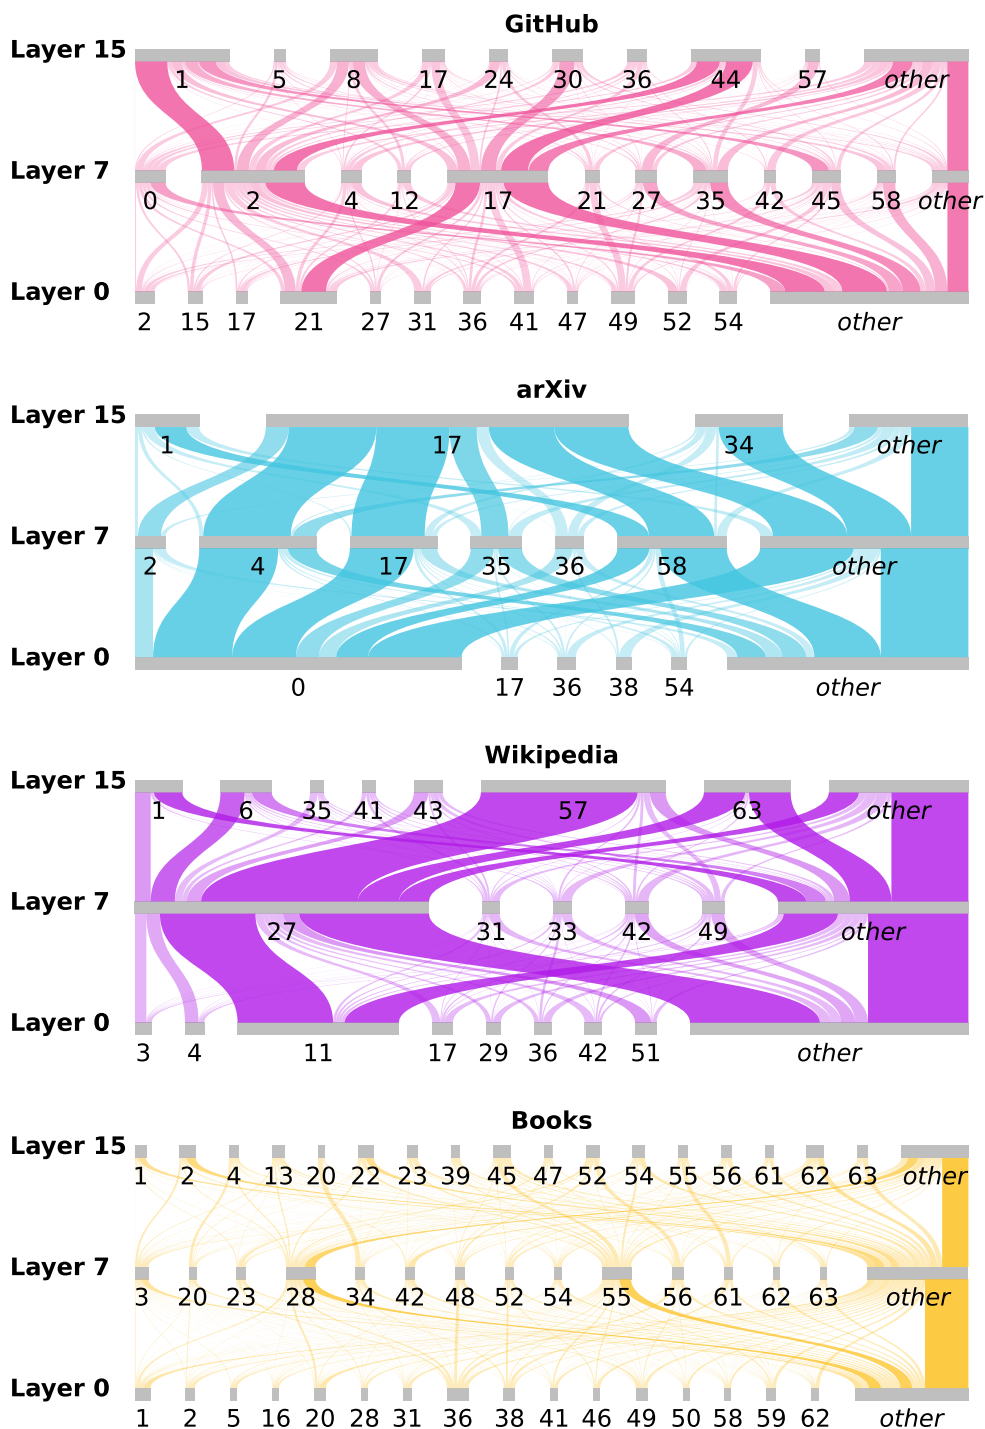 GitHub
Layer 15
1 5 8 17 24 30 36 44 57 other
Layer 7
0 2 4 12 17 21 27 35 42 45 58 other
Layer 0
2 15 17 21 27 31 36 41 47 49 52 54 other
arXiv
Layer 15
1 17 34 other
Layer 7
2 4 17 35 36 58 other
Layer 0
0 17 36 38 54 other
Wikipedia
Layer 15
1 6 35 41 43 57 63 other
Layer 7
27 31 33 42 49 other
Layer 0
3 4 11 17 29 36 42 51 other
Books
Layer 15
1 2 4 13 20 22 23 39 45 47 52 54 55 56 61 62 63 other
Layer 7
3 20 23 28 34 42 48 52 54 55 56 61 62 63 other
Layer 0
1 2 5 16 20 28 31 36 38 41 46 49 50 58 59 62 other